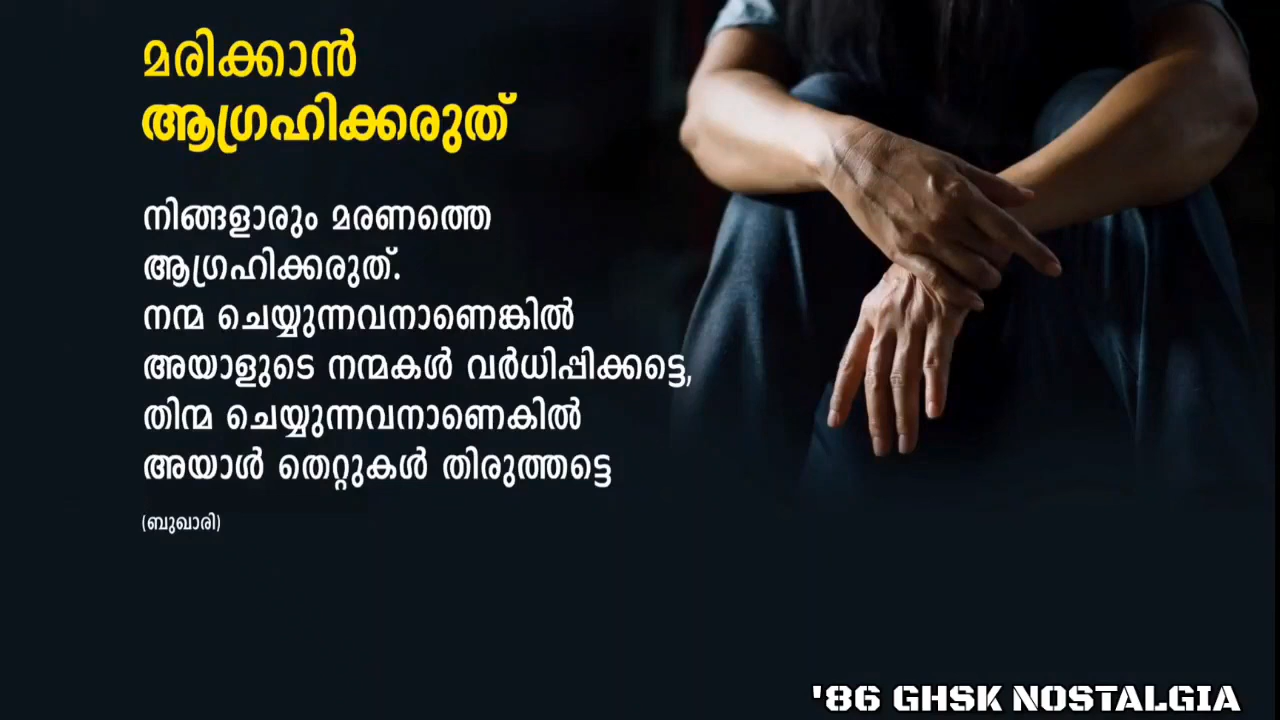 മരിക്കാൻ
ആഗ്രഹിക്കരുത്
നിങ്ങളാരും മരണത്തെ
ആഗ്രഹിക്കരുത്.
നന്മ ചെയ്യുന്നവനാണെങ്കിൽ
അയാളുടെ നന്മകൾ വർധിപ്പിക്കട്ടെ,
തിന്മ ചെയ്യുന്നവനാണെകിൽ
അയാൾ തെറ്റുകൾ തിരുത്തട്ടെ
(ബുഖാരി)
'86 GHSK NOSTALGIA